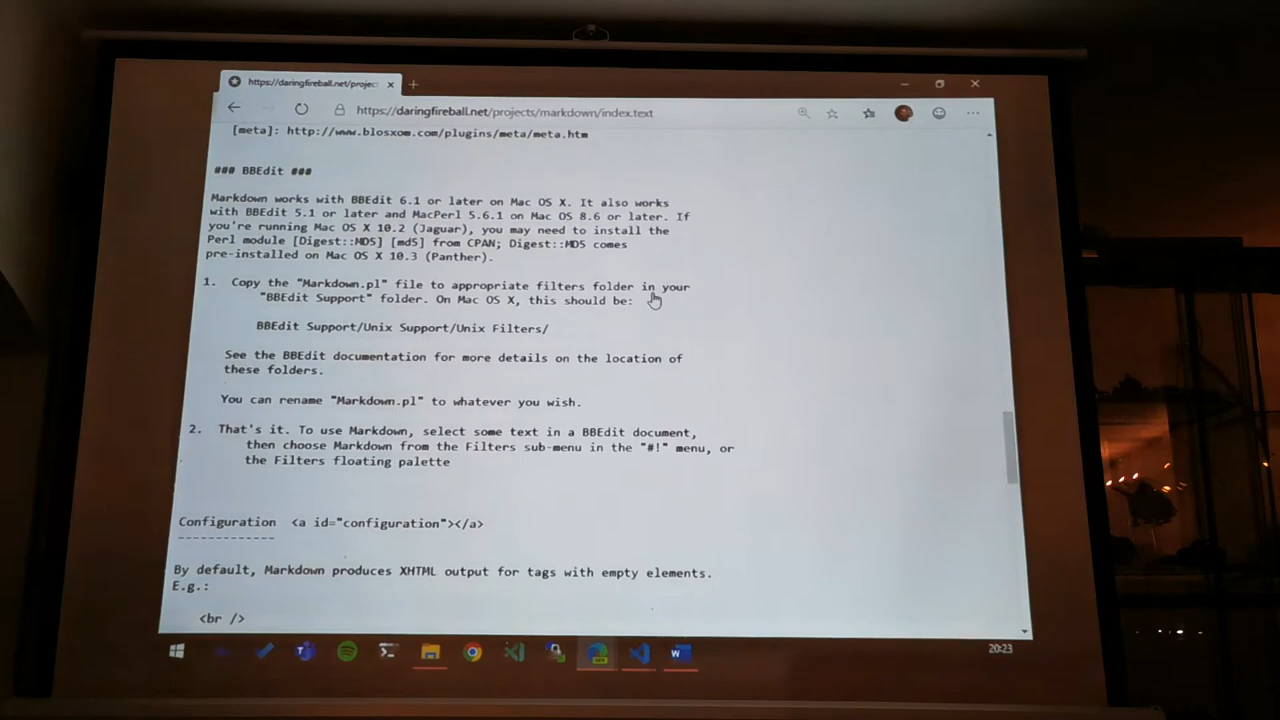 https://daringfireball.net/projec
https://daringfireball.net/projects/markdown/index.text
[meta]: http://www.blosxom.com/plugins/meta/meta.htm
### BBEdit ###
Markdown works with BBEdit 6.1 or later on Mac OS X. It also works
with BBEdit 5.1 or later and MacPerl 5.6.1 on Mac OS 8.6 or later. If
you're running Mac OS X 10.2 (Jaguar), you may need to install the
Perl module [Digest::MD5] [md5] from CPAN; Digest::MD5 comes
pre-installed on Mac OS X 10.3 (Panther).
1. Copy the "Markdown.pl" file to appropriate filters folder in your
"BBEdit Support" folder. On Mac OS X, this should be:
BBEdit Support/Unix Support/Unix Filters/
See the BBEdit documentation for more details on the location of
these folders.
You can rename "Markdown.pl" to whatever you wish.
2. That's it. To use Markdown, select some text in a BBEdit document,
then choose Markdown from the Filters sub-menu in the "#!" menu, or
the Filters floating palette
Configuration <a id="configuration"></a>
-------------
By default, Markdown produces XHTML output for tags with empty elements.
E.g.:
<br />
20:23